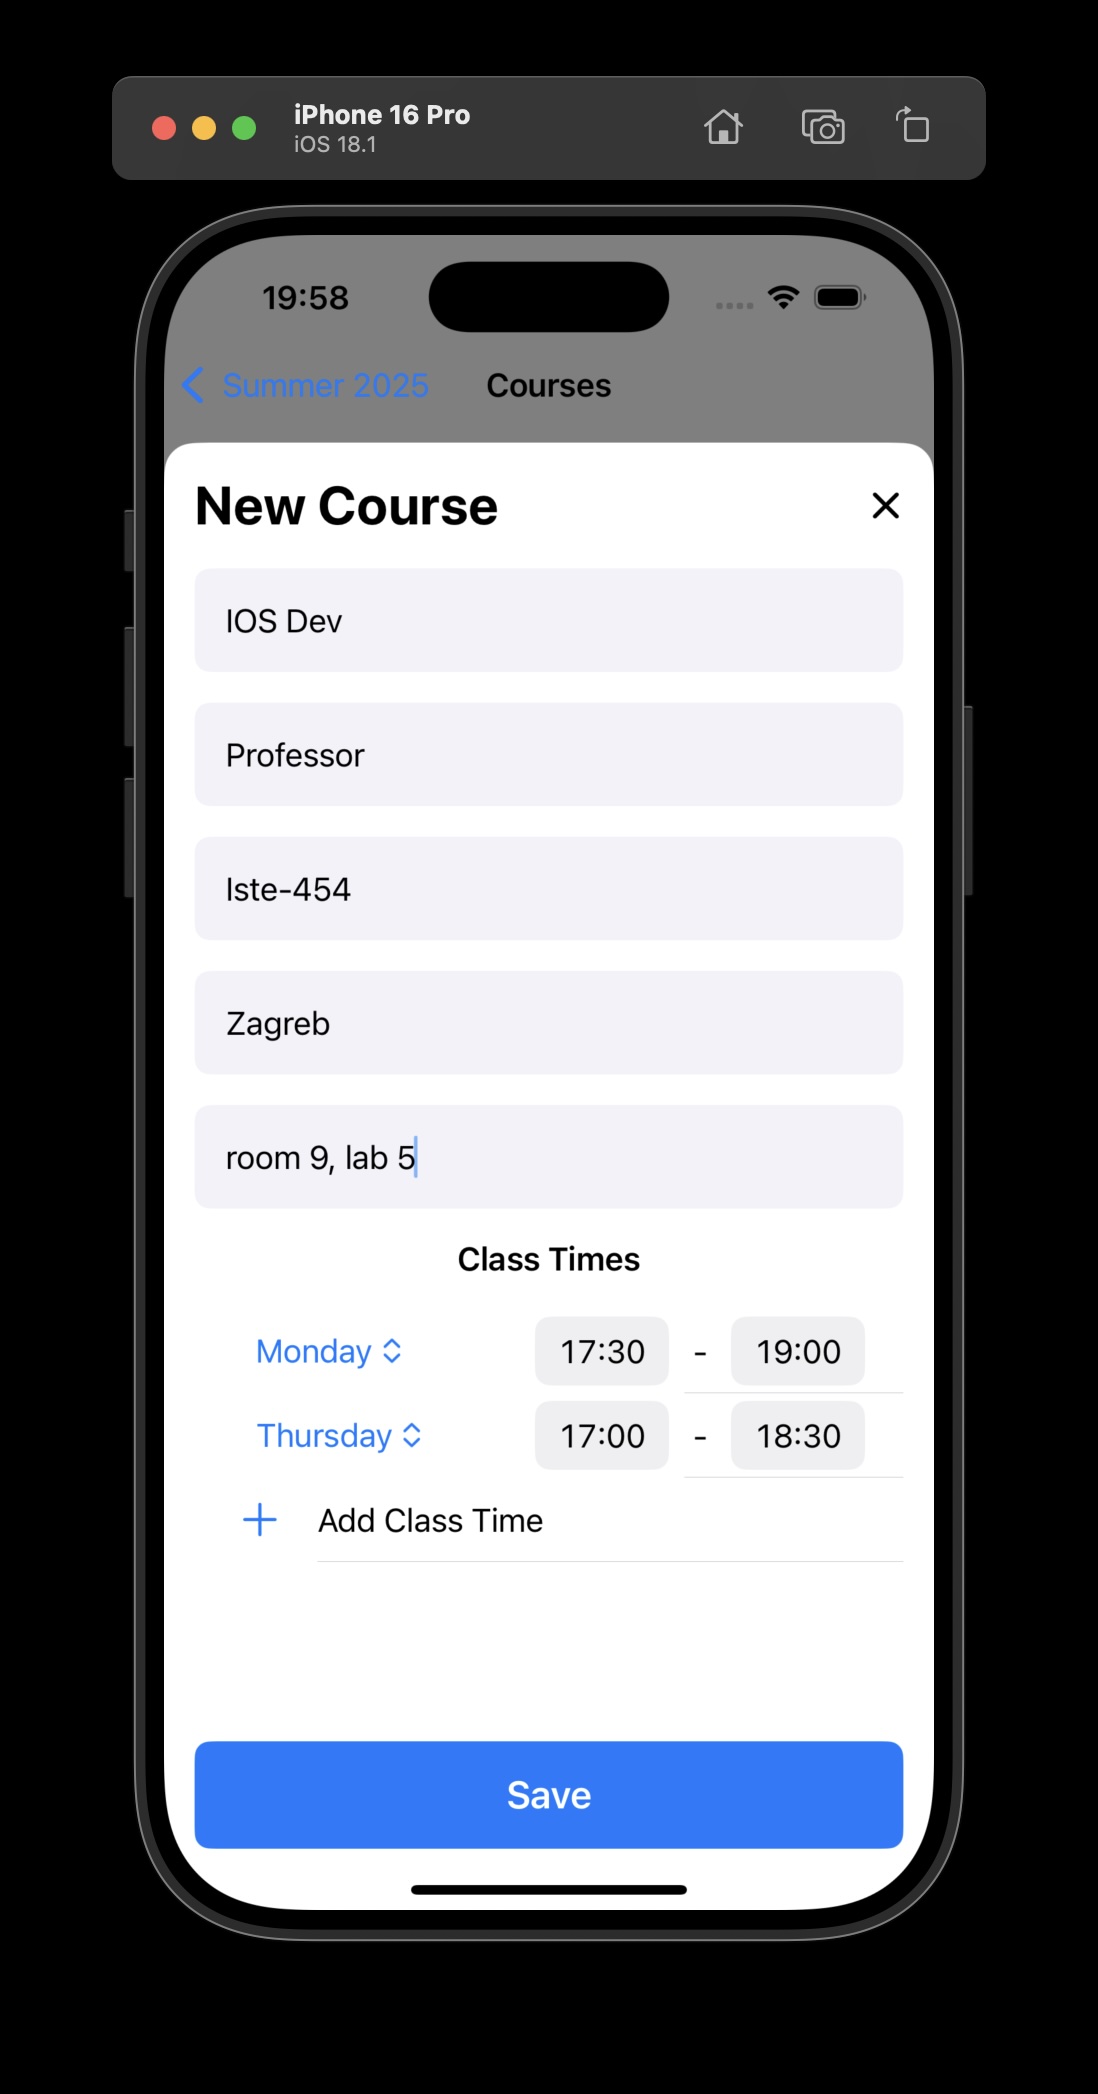 iPhone 16 Pro
iOS 18.1
19:58
Summer 2025 Courses
New Course
IOS Dev
Professor
Iste-454
Zagreb
room 9, lab 5
Class Times
Monday 17:30 - 19:00
Thursday 17:00 - 18:30
Add Class Time
Save